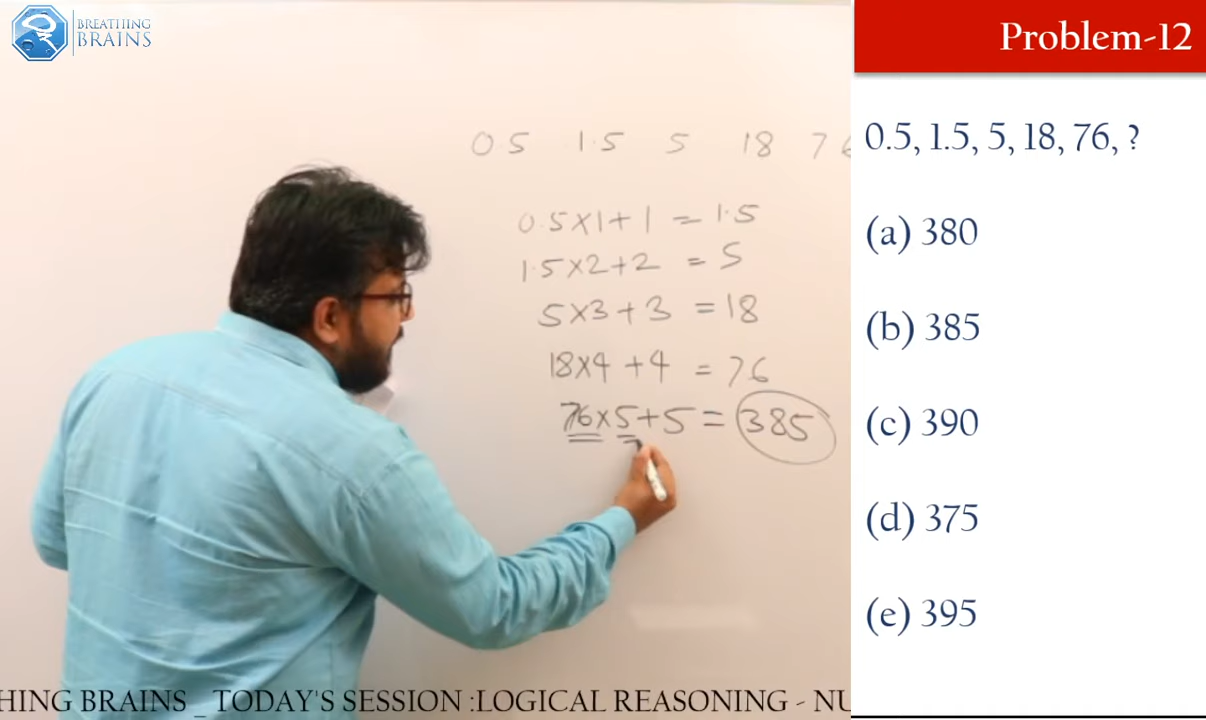 BREATHING
BRAINS
Problem-12
0.5 1.5 5 18 76
0.5×1+1 = 1.5
1.5×2+2 = 5
5×3+3 = 18
18×4+4 = 76
76×5+5 = 385
0.5, 1.5, 5, 18, 76, ?
(a) 380
(b) 385
(c) 390
(d) 375
(e) 395
HING BRAINS _ TODAY'S SESSION :LOGICAL REASONING - NU